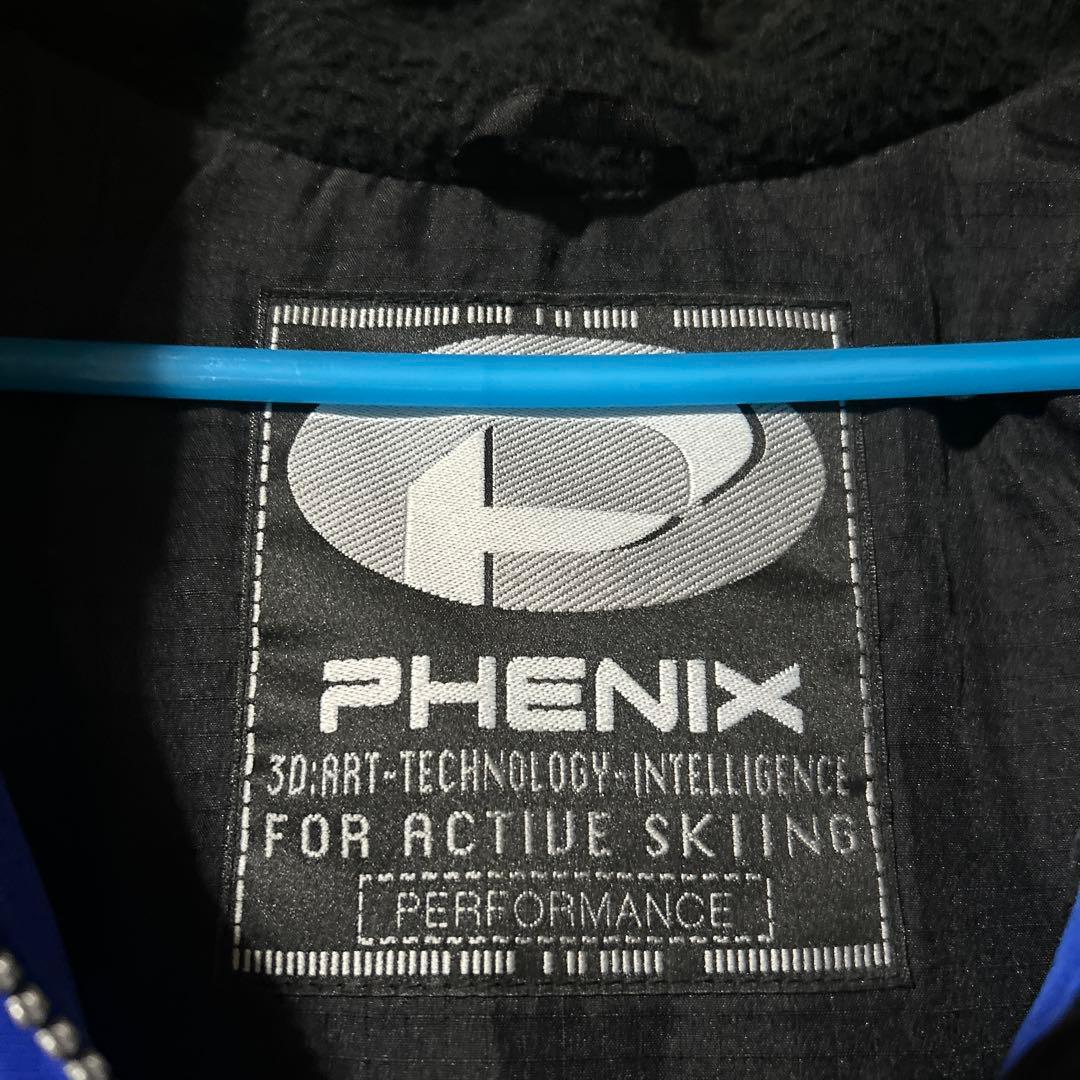 PHENIX
3D:ART-TECHNOLOGY-INTELLIGENCE
FOR ACTIVE SKIING
PERFORMANCE